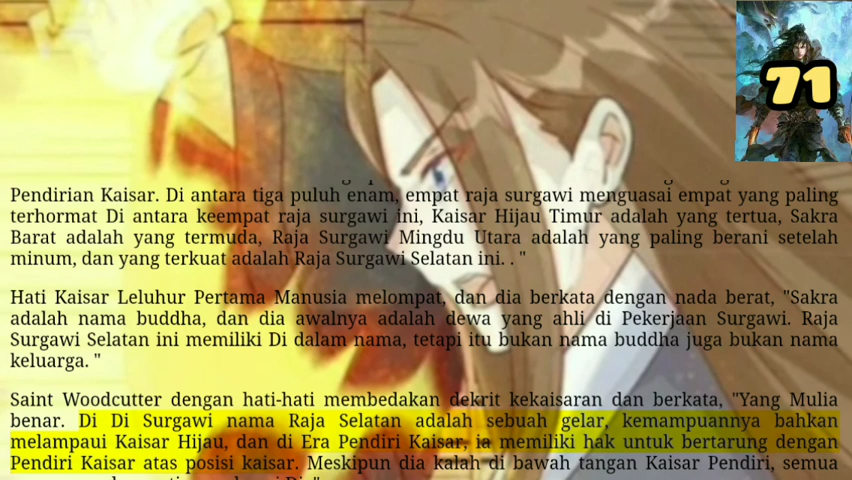 71
Pendirian Kaisar. Di antara tiga puluh enam, empat raja surgawi menguasai empat yang paling
terhormat Di antara keempat raja surgawi ini, Kaisar Hijau Timur adalah yang tertua, Sakra
Barat adalah yang termuda, Raja Surgawi Mingdu Utara adalah yang paling berani setelah
minum, dan yang terkuat adalah Raja Surgawi Selatan ini. . "
Hati Kaisar Leluhur Pertama Manusia melompat, dan dia berkata dengan nada berat, "Sakra
adalah nama buddha, dan dia awalnya adalah dewa yang ahli di Pekerjaan Surgawi. Raja
Surgawi Selatan ini memiliki Di dalam nama, tetapi itu bukan nama buddha juga bukan nama
keluarga. "
Saint Woodcutter dengan hati-hati membedakan dekrit kekaisaran dan berkata, "Yang Mulia
benar. Di Di Surgawi nama Raja Selatan adalah sebuah gelar, kemampuannya bahkan
melampaui Kaisar Hijau, dan di Era Pendiri Kaisar, ia memiliki hak untuk bertarung dengan
Pendiri Kaisar atas posisi kaisar. Meskipun dia kalah di bawah tangan Kaisar Pendiri, semua